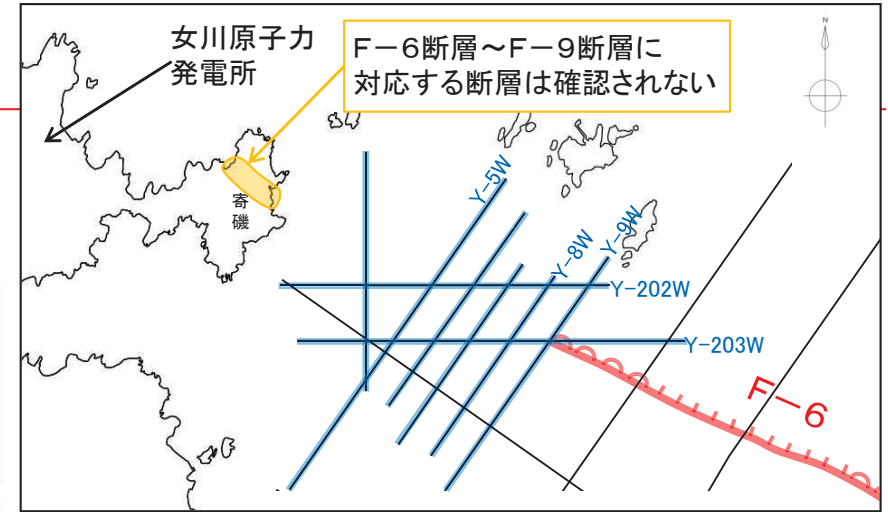 女川原子力
発電所
F-6断層~F-9断層に
対応する断層は確認されない
N
寄
磯
Y-5W
Y-8W
Y-9W
Y-202W
Y-203W
F-6